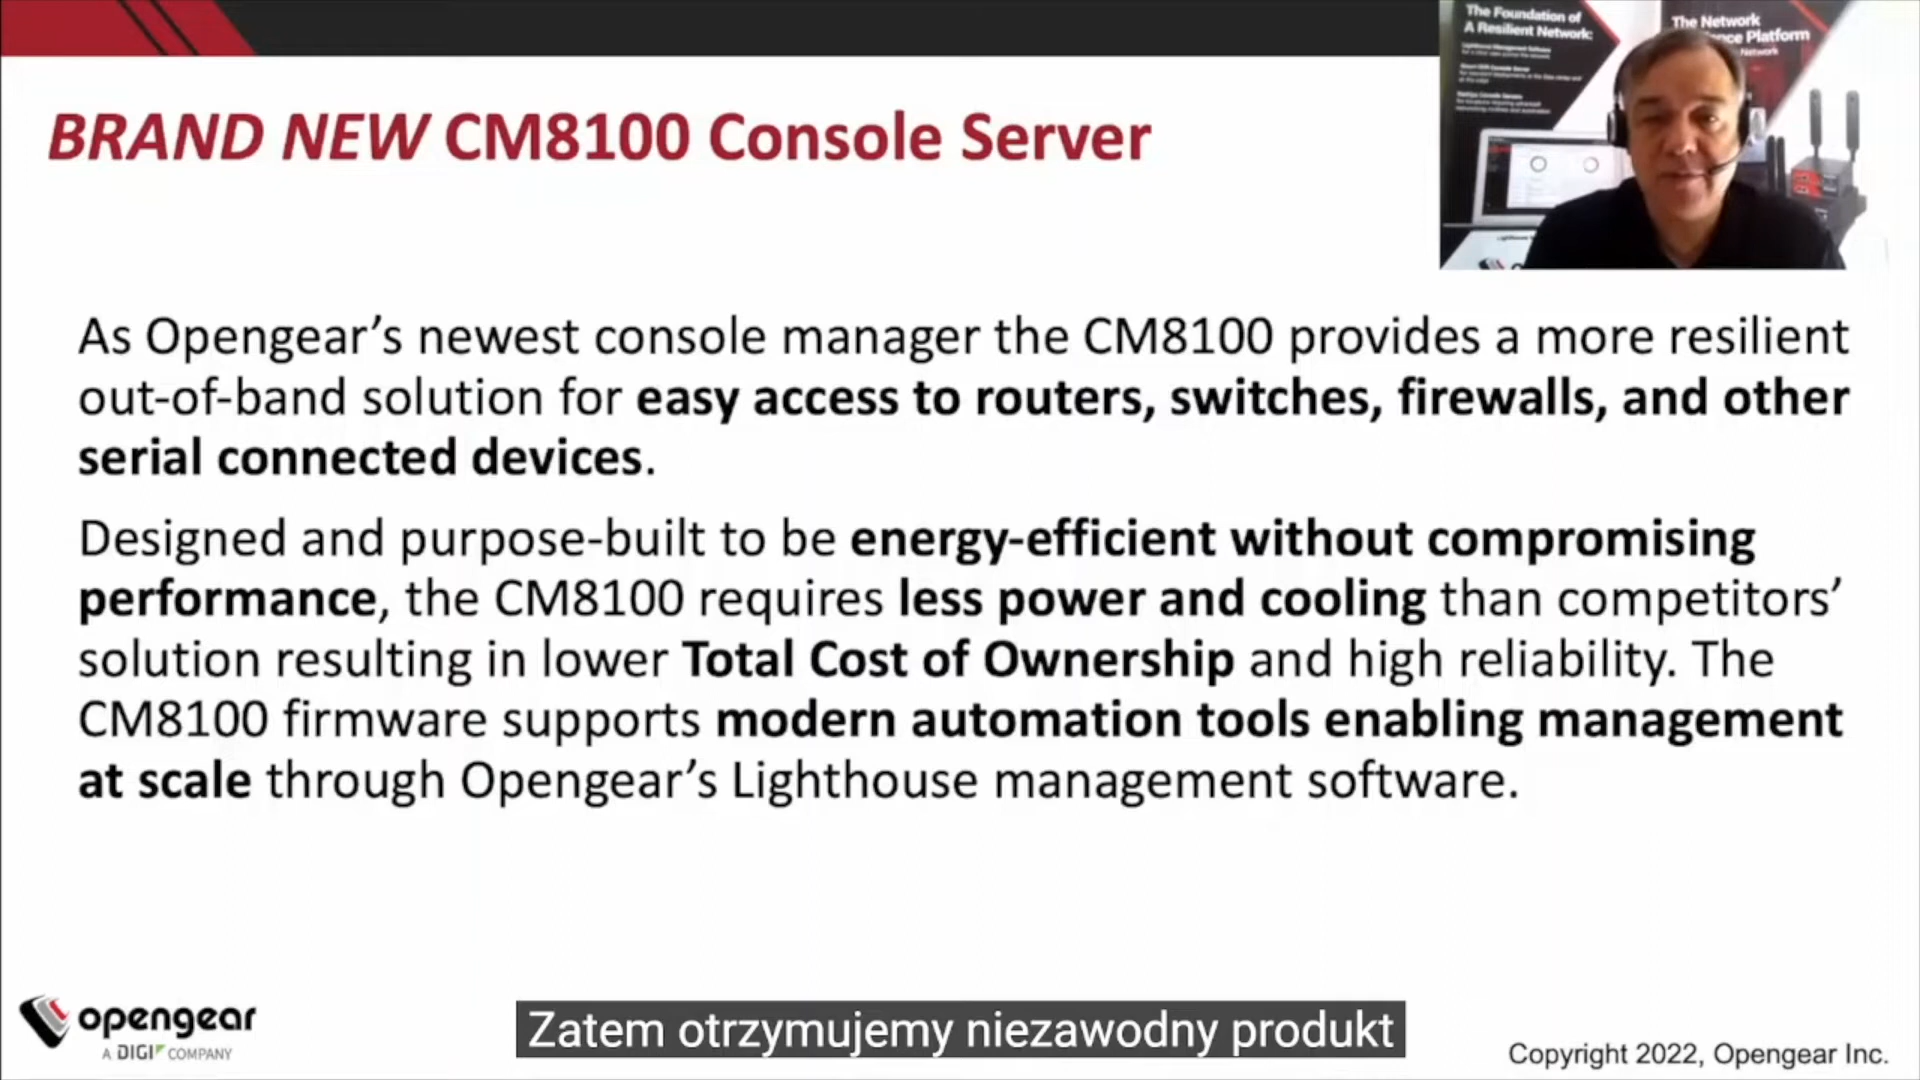 The Foundation of
A Resilient Network:
The Network
Platform
Network
BRAND NEW CM8100 Console Server
As Opengear’s newest console manager the CM8100 provides a more resilient
out-of-band solution for easy access to routers, switches, firewalls, and other
serial connected devices.
Designed and purpose-built to be energy-efficient without compromising
performance, the CM8100 requires less power and cooling than competitors’
solution resulting in lower Total Cost of Ownership and high reliability. The
CM8100 firmware supports modern automation tools enabling management
at scale through Opengear’s Lighthouse management software.
opengear
A DIGI COMPANY
Zatem otrzymujemy niezawodny produkt
Copyright 2022, Opengear Inc.